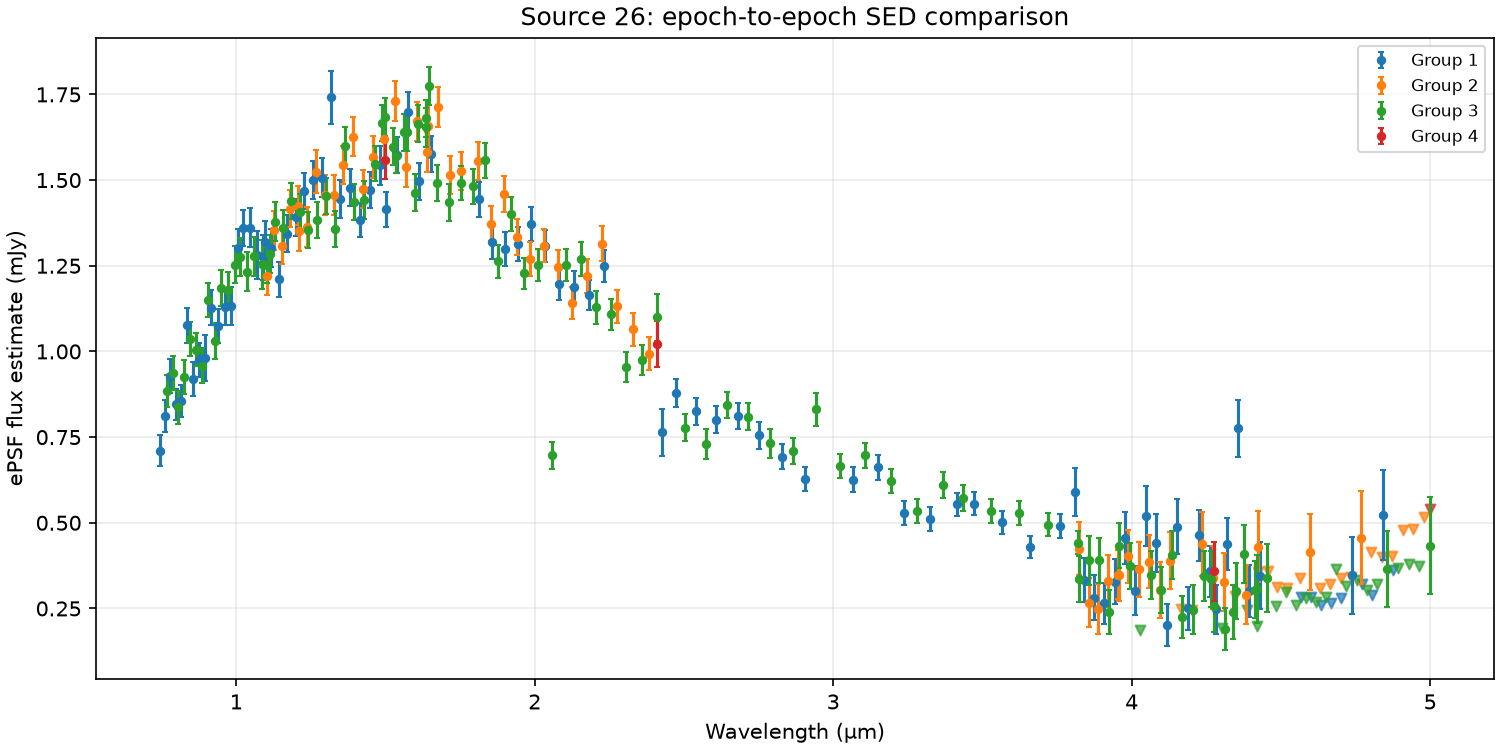 Source 26: epoch-to-epoch SED comparison
ePSF flux estimate (mJy)
1.75
1.50
1.25
1.00
0.75
0.50
0.25
Group 1
Group 2
Group 3
Group 4
1 2 3 4 5
Wavelength (μm)